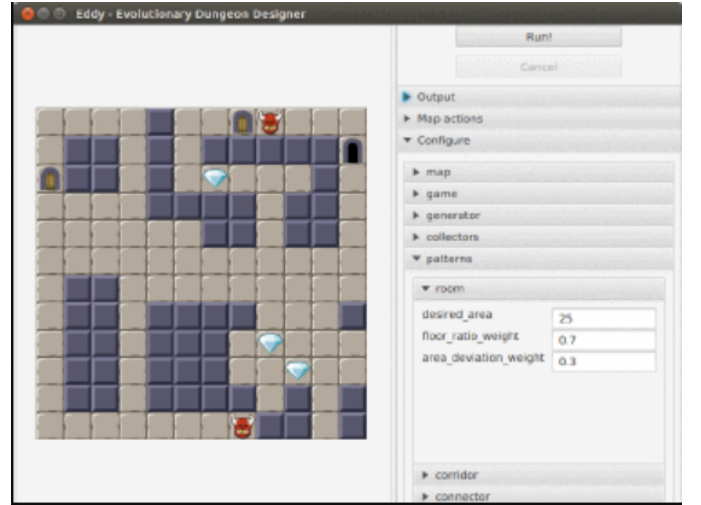 Eddy - Evolutionary Dungeon Designer
Run!
Cancel
Output
Map actions
Configure
map
game
generator
collectors
patterns
room
desired_area 25
floor_ratio_weight 0.7
area_deviation_weight 0.3
corridor
connector